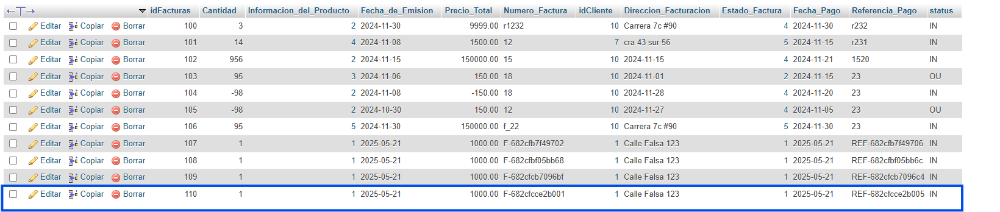 idFacturas Cantidad Informacion_del_Producto Fecha_de_Emision Precio_Total Numero_Factura idCliente Direccion_Facturacion Estado_Factura Fecha_Pago Referencia_Pago status
Editar Copiar Borrar 100 3 2 2024-11-30 9999.00 r1232 10 Carrera 7c #90 4 2024-11-30 r232 IN
Editar Copiar Borrar 101 14 4 2024-11-08 1500.00 12 7 cra 43 sur 56 5 2024-11-15 r231 IN
Editar Copiar Borrar 102 956 2 2024-11-15 150000.00 15 10 2024-11-15 4 2024-11-21 1520 IN
Editar Copiar Borrar 103 95 3 2024-11-06 150.00 18 10 2024-11-01 2 2024-11-15 23 OU
Editar Copiar Borrar 104 -98 2 2024-11-08 -150.00 18 10 2024-11-28 4 2024-11-20 23 IN
Editar Copiar Borrar 105 -98 2 2024-10-30 150.00 12 10 2024-11-27 4 2024-11-05 23 OU
Editar Copiar Borrar 106 95 5 2024-11-30 150000.00 f_22 10 Carrera 7c #90 5 2024-11-30 23 IN
Editar Copiar Borrar 107 1 1 2025-05-21 1000.00 F-682cfb7f49702 1 Calle Falsa 123 1 2025-05-21 REF-682cfb7f49706 IN
Editar Copiar Borrar 108 1 1 2025-05-21 1000.00 F-682cfbf05bb68 1 Calle Falsa 123 1 2025-05-21 REF-682cfbf05bb6c IN
Editar Copiar Borrar 109 1 1 2025-05-21 1000.00 F-682cfcb7096bf 1 Calle Falsa 123 1 2025-05-21 REF-682cfcb7096c4 IN
Editar Copiar Borrar 110 1 1 2025-05-21 1000.00 F-682cfcce2b001 1 Calle Falsa 123 1 2025-05-21 REF-682cfcce2b005 IN